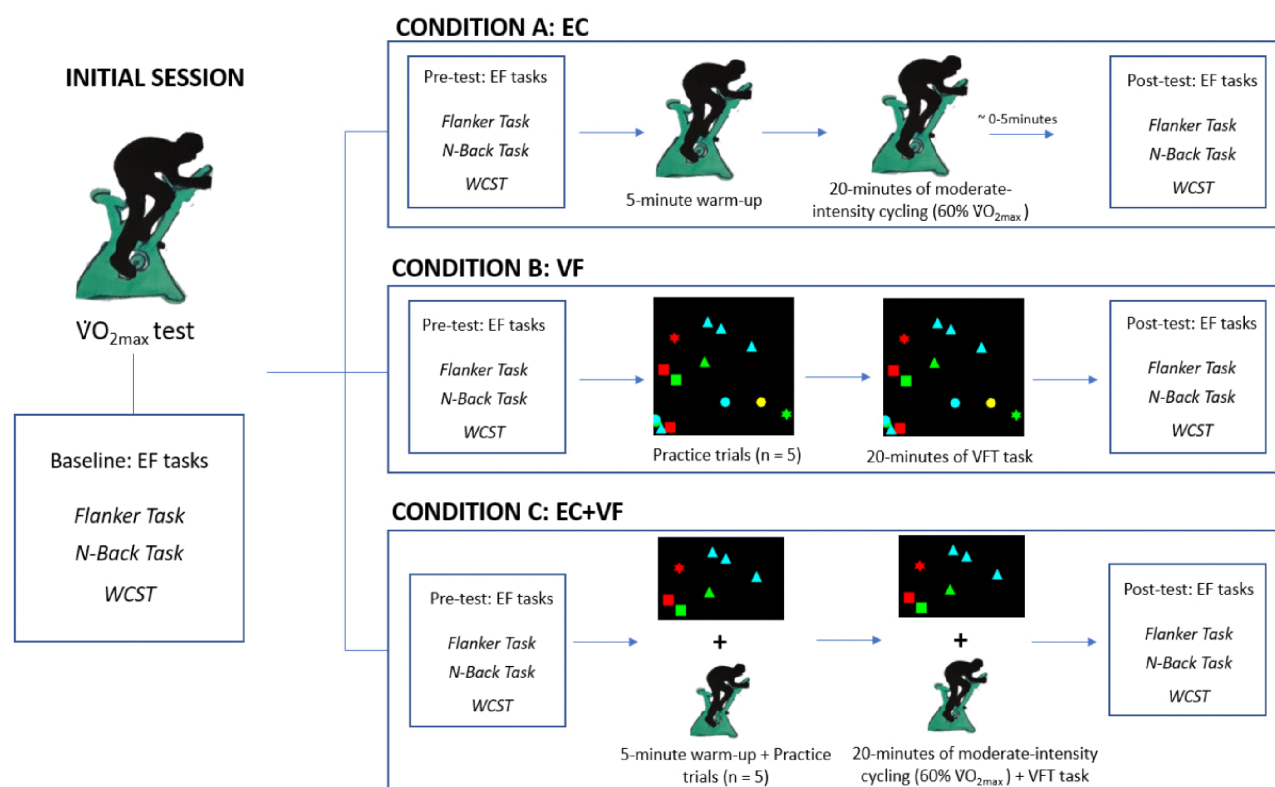 INITIAL SESSION
V̇O₂max test
Baseline: EF tasks
Flanker Task
N-Back Task
WCST
CONDITION A: EC
Pre-test: EF tasks
Flanker Task
N-Back Task
WCST
5-minute warm-up
20-minutes of moderate-
intensity cycling (60% V̇O₂max)
~ 0-5minutes
Post-test: EF tasks
Flanker Task
N-Back Task
WCST
CONDITION B: VF
Pre-test: EF tasks
Flanker Task
N-Back Task
WCST
Practice trials (n = 5)
20-minutes of VFT task
Post-test: EF tasks
Flanker Task
N-Back Task
WCST
CONDITION C: EC+VF
Pre-test: EF tasks
Flanker Task
N-Back Task
WCST
+
5-minute warm-up + Practice
trials (n = 5)
+
20-minutes of moderate-intensity
cycling (60% V̇O₂max) + VFT task
Post-test: EF tasks
Flanker Task
N-Back Task
WCST